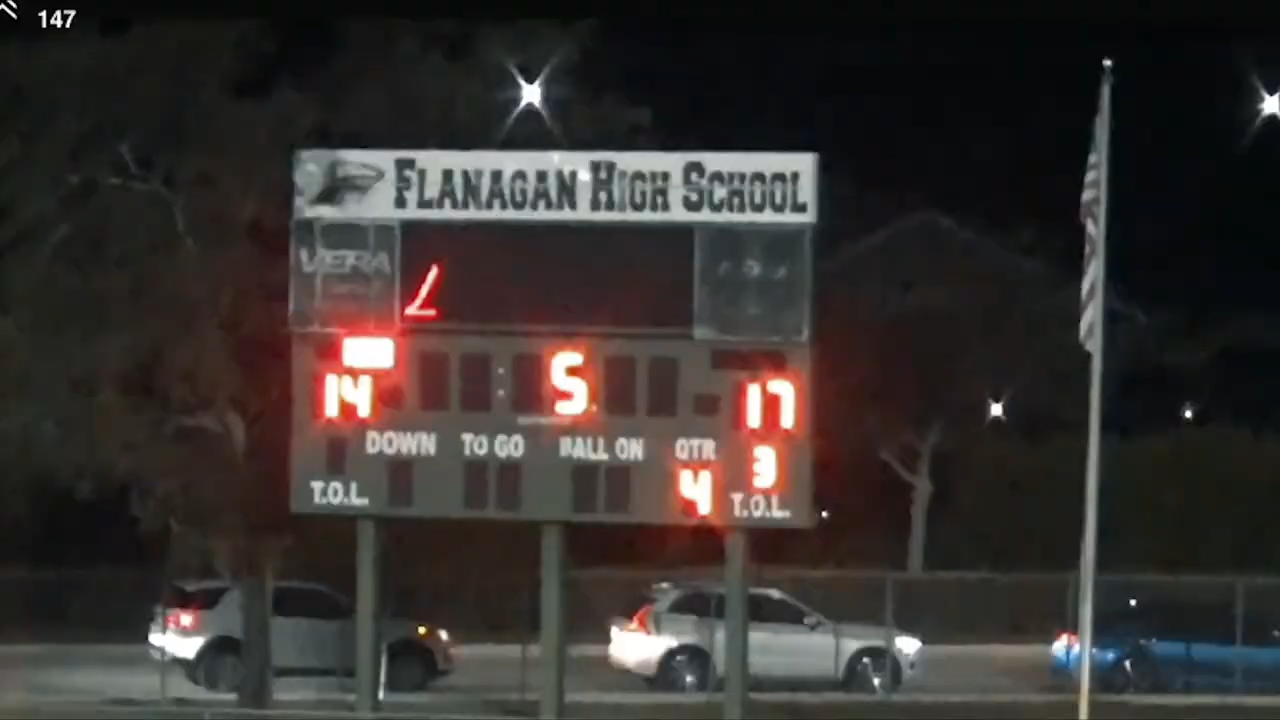 147
FLANAGAN HIGH SCHOOL
VERA
14 : 5 17
DOWN TO GO BALL ON QTR 3
T.O.L. 4 T.O.L.